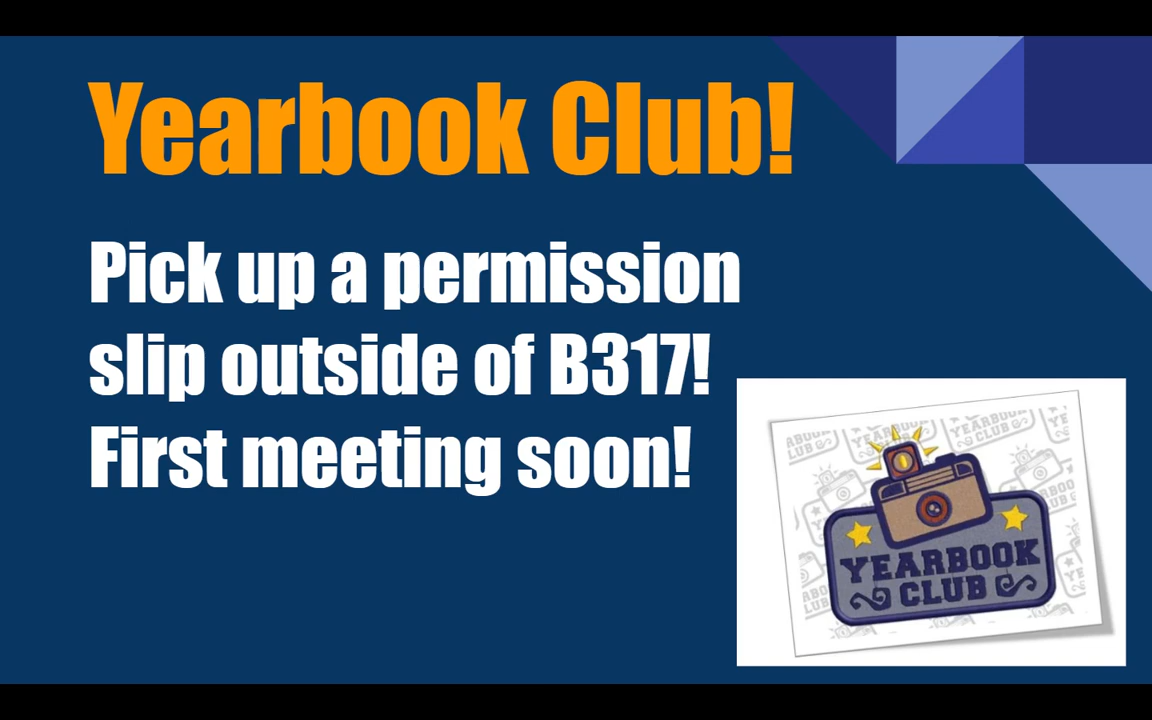 Yearbook Club!
Pick up a permission
slip outside of B317!
First meeting soon!
YEARBOOK
CLUB